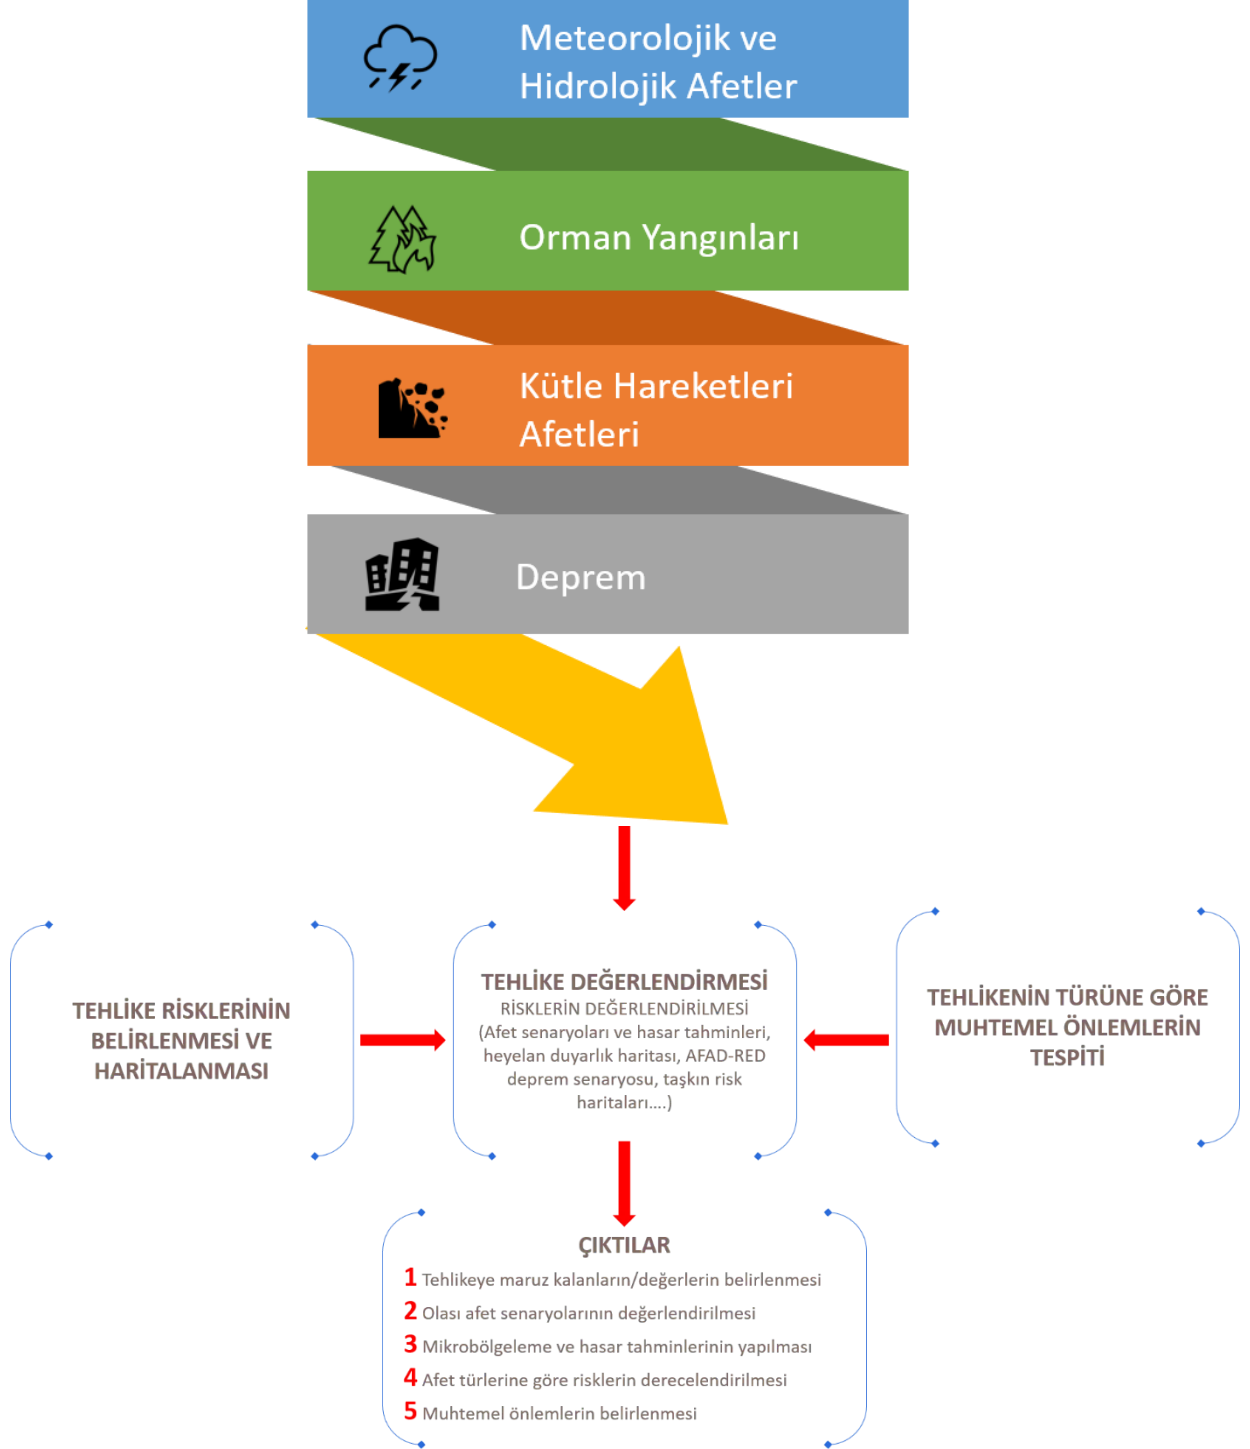 Meteorolojik ve
Hidrolojik Afetler
Orman Yangınları
Kütle Hareketleri
Afetleri
Deprem
TEHLİKE RİSKLERİNİN
BELİRLENMESİ VE
HARİTALANMASI
TEHLİKE DEĞERLENDİRMESİ
RİSKLERİN DEĞERLENDİRİLMESİ
(Afet senaryoları ve hasar tahminleri,
heyelan duyarlık haritası, AFAD-RED
deprem senaryosu, taşkın risk
haritaları....)
TEHLİKENİN TÜRÜNE GÖRE
MUHTEMEL ÖNLEMLERİN
TESPİTİ
ÇIKTILAR
1 Tehlikeye maruz kalanların/değerlerin belirlenmesi
2 Olası afet senaryolarının değerlendirilmesi
3 Mikrobölgeleme ve hasar tahminlerinin yapılması
4 Afet türlerine göre risklerin derecelendirilmesi
5 Muhtemel önlemlerin belirlenmesi